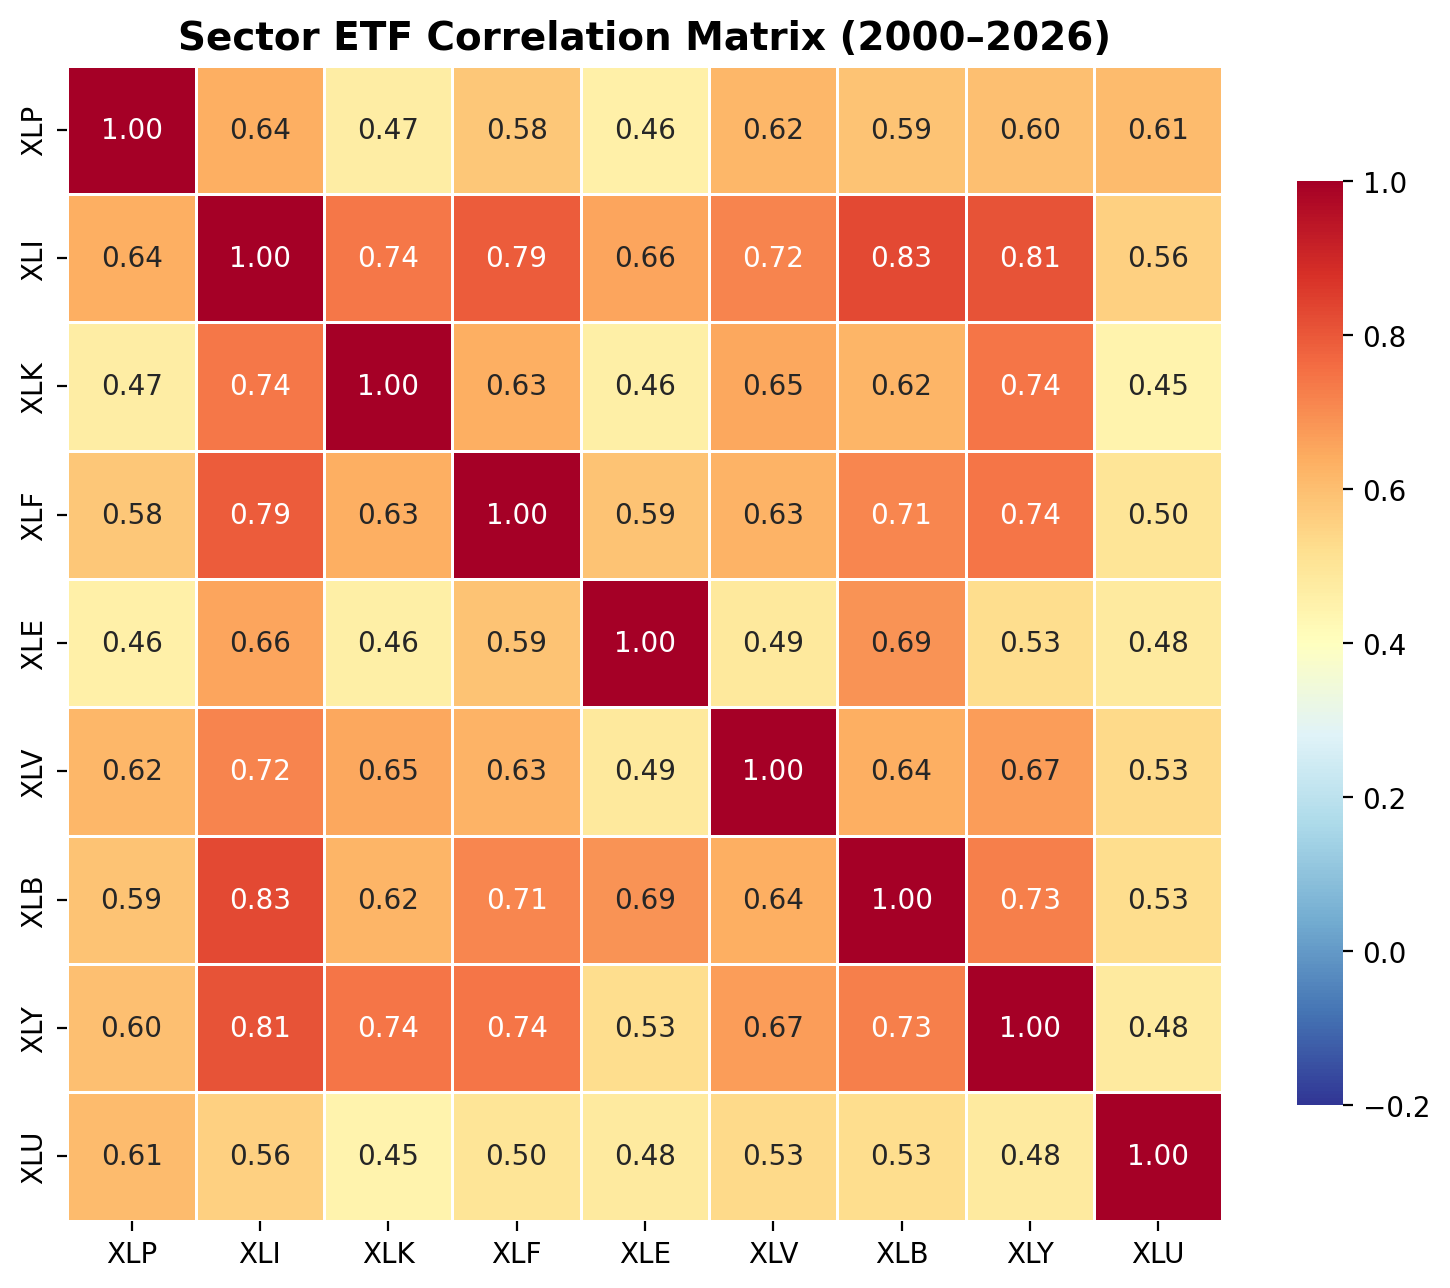 Sector ETF Correlation Matrix (2000–2026)
XLP 1.00 0.64 0.47 0.58 0.46 0.62 0.59 0.60 0.61
XLI 0.64 1.00 0.74 0.79 0.66 0.72 0.83 0.81 0.56
XLK 0.47 0.74 1.00 0.63 0.46 0.65 0.62 0.74 0.45
XLF 0.58 0.79 0.63 1.00 0.59 0.63 0.71 0.74 0.50
XLE 0.46 0.66 0.46 0.59 1.00 0.49 0.69 0.53 0.48
XLV 0.62 0.72 0.65 0.63 0.49 1.00 0.64 0.67 0.53
XLB 0.59 0.83 0.62 0.71 0.69 0.64 1.00 0.73 0.53
XLY 0.60 0.81 0.74 0.74 0.53 0.67 0.73 1.00 0.48
XLU 0.61 0.56 0.45 0.50 0.48 0.53 0.53 0.48 1.00
XLP XLI XLK XLF XLE XLV XLB XLY XLU
1.0
0.8
0.6
0.4
0.2
0.0
−0.2